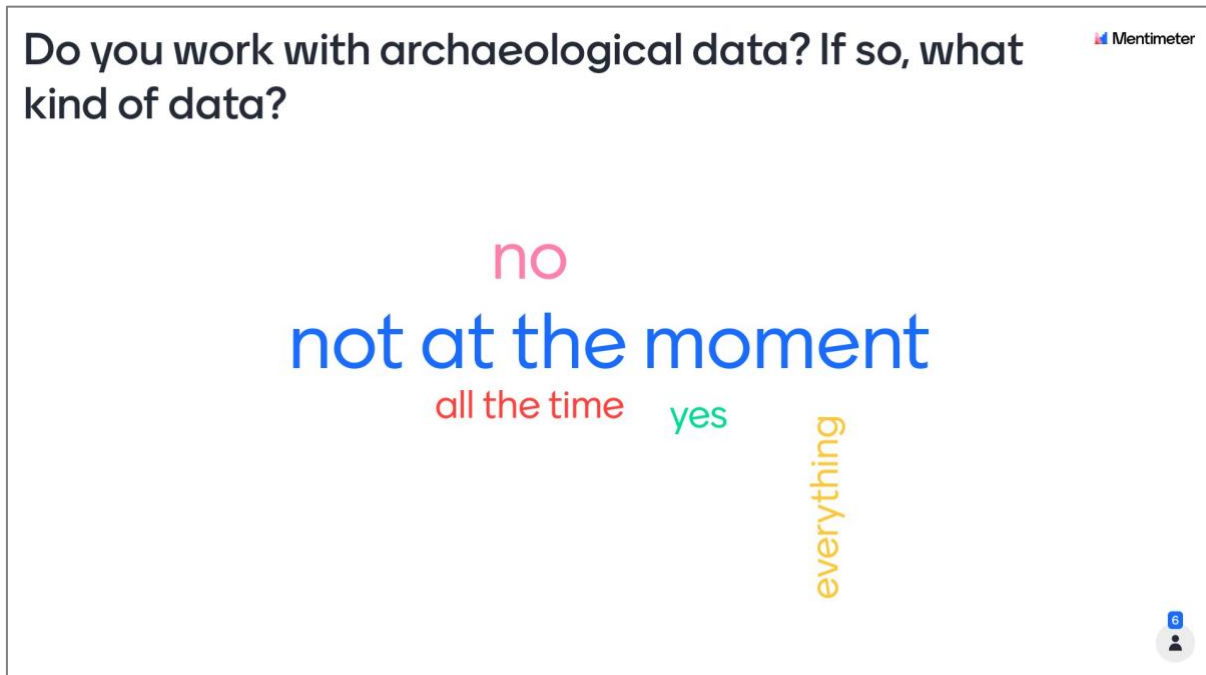 Do you work with archaeological data? If so, what
kind of data?
Mentimeter
no
not at the moment
all the time
yes
everything
6